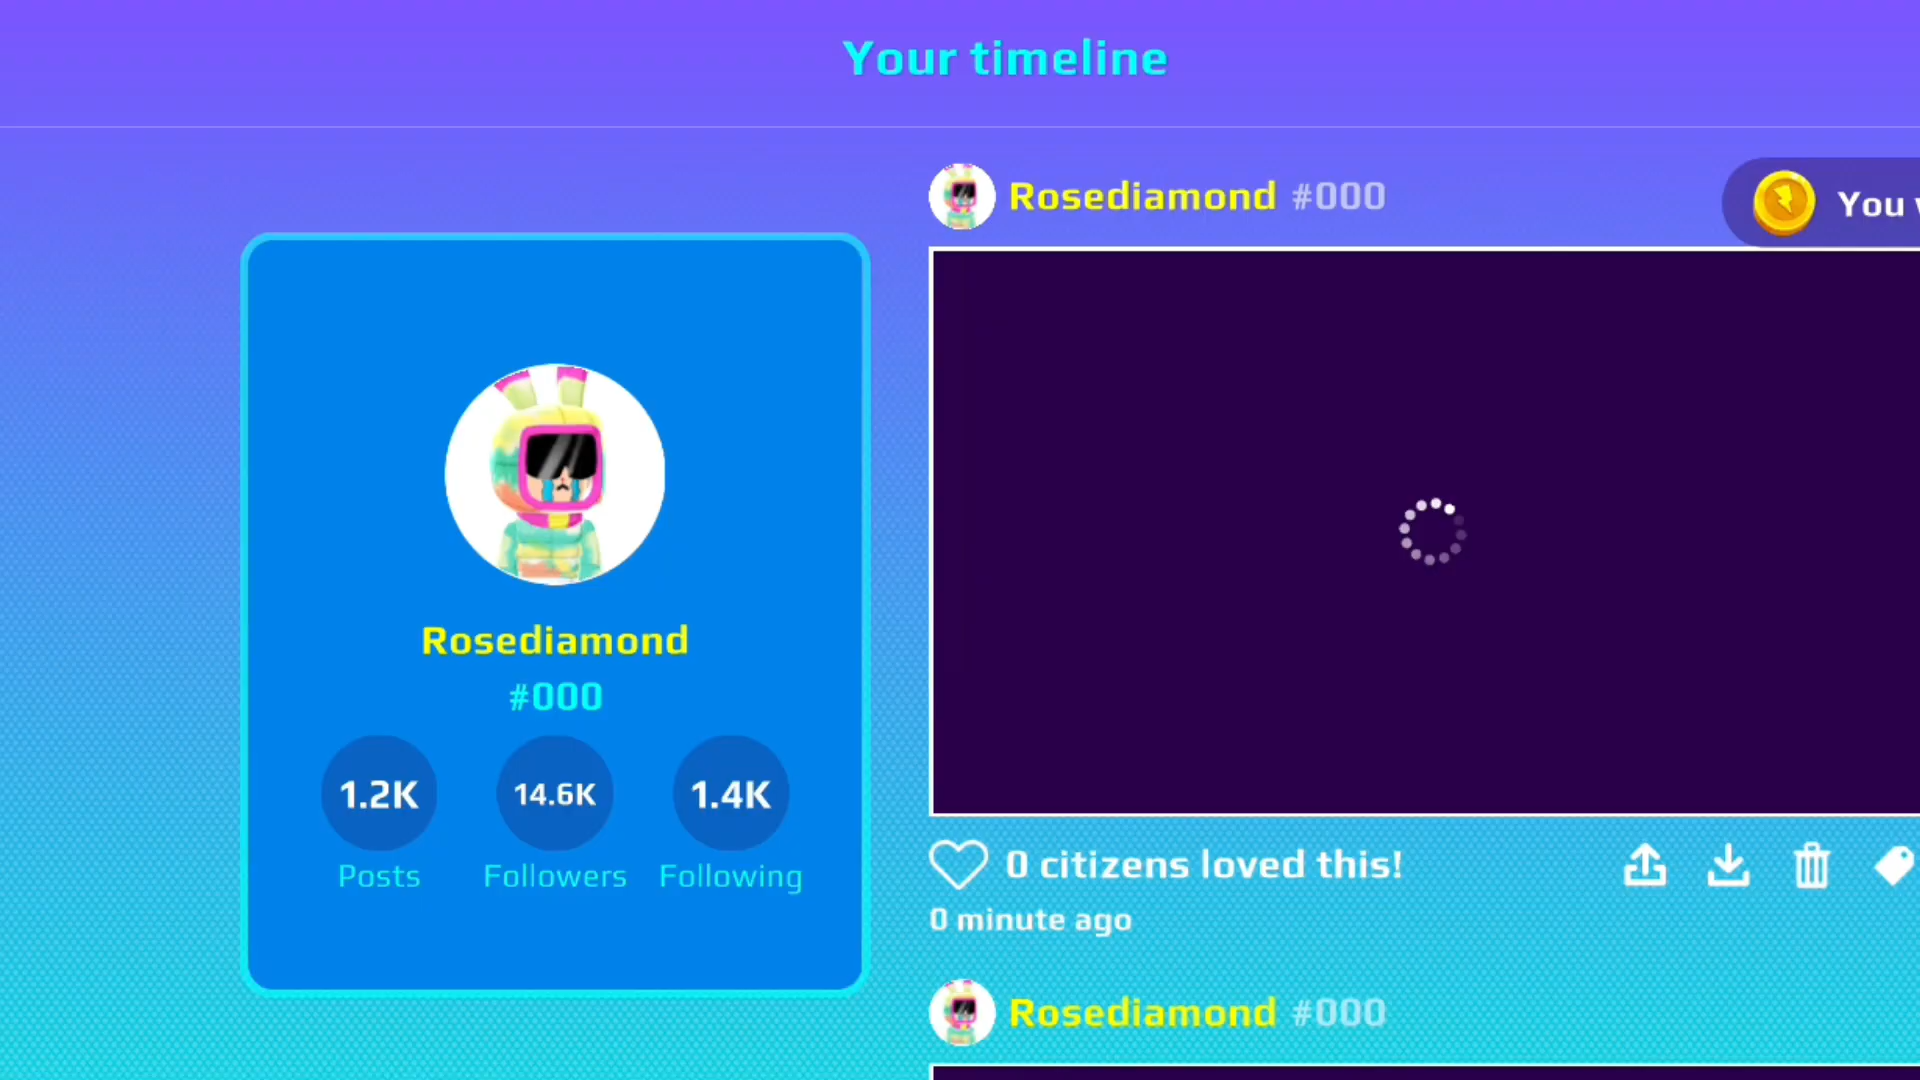 Your timeline
Rosediamond #000
You
Rosediamond
#000
1.2K
14.6K
1.4K
Posts
Followers
Following
0 citizens loved this!
0 minute ago
Rosediamond #000